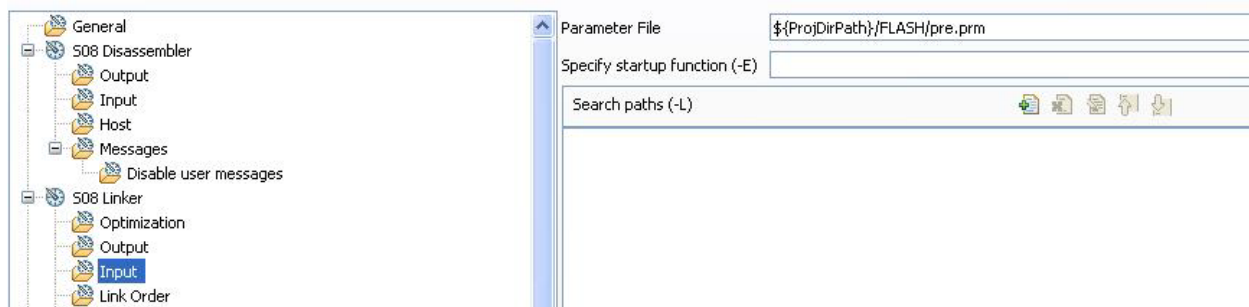 General
S08 Disassembler
Output
Input
Host
Messages
Disable user messages
S08 Linker
Optimization
Output
Input
Link Order
Parameter File ${ProjDirPath}/FLASH/pre.prm
Specify startup function (-E)
Search paths (-L)